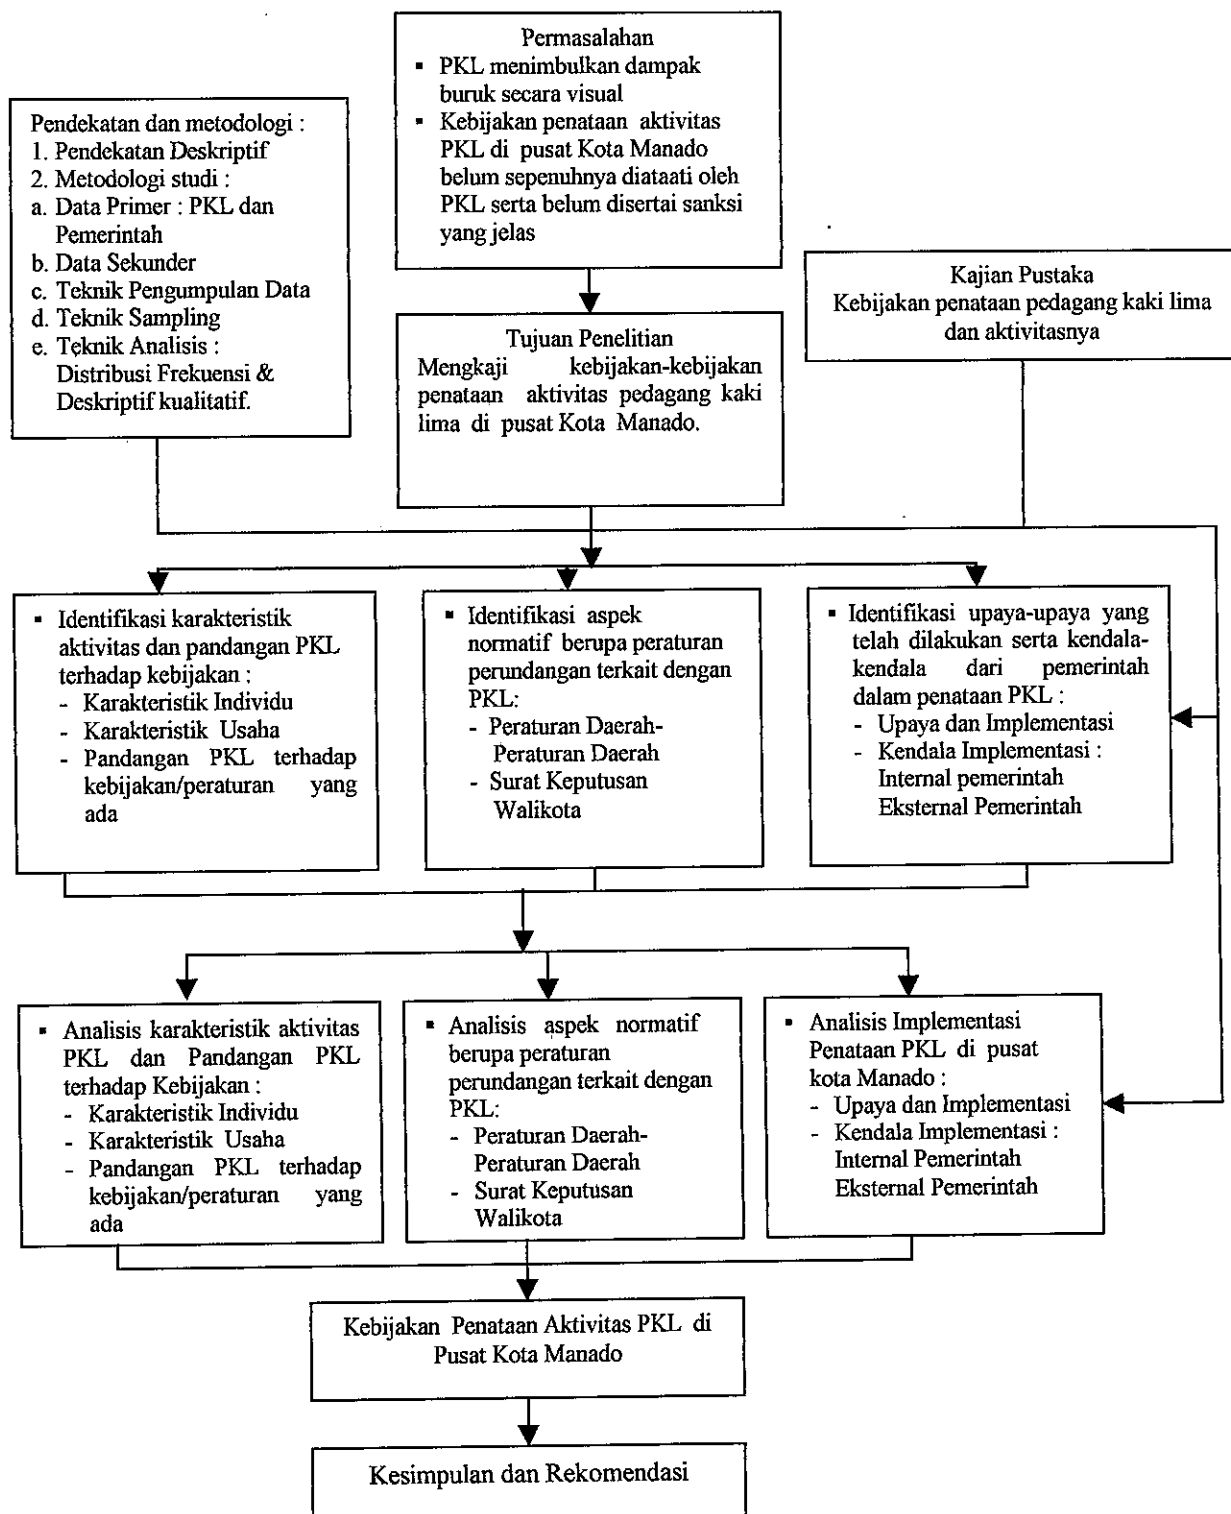 Permasalahan
▪ PKL menimbulkan dampak
buruk secara visual
▪ Kebijakan penataan aktivitas
PKL di pusat Kota Manado
belum sepenuhnya diataati oleh
PKL serta belum disertai sanksi
yang jelas
Pendekatan dan metodologi :
1. Pendekatan Deskriptif
2. Metodologi studi :
a. Data Primer : PKL dan
Pemerintah
b. Data Sekunder
c. Teknik Pengumpulan Data
d. Teknik Sampling
e. Teknik Analisis :
Distribusi Frekuensi &
Deskriptif kualitatif.
Kajian Pustaka
Kebijakan penataan pedagang kaki lima
dan aktivitasnya
Tujuan Penelitian
Mengkaji kebijakan-kebijakan
penataan aktivitas pedagang kaki
lima di pusat Kota Manado.
▪ Identifikasi karakteristik
aktivitas dan pandangan PKL
terhadap kebijakan :
- Karakteristik Individu
- Karakteristik Usaha
- Pandangan PKL terhadap
kebijakan/peraturan yang
ada
▪ Identifikasi aspek
normatif berupa peraturan
perundangan terkait dengan
PKL:
- Peraturan Daerah-
Peraturan Daerah
- Surat Keputusan
Walikota
▪ Identifikasi upaya-upaya yang
telah dilakukan serta kendala-
kendala dari pemerintah
dalam penataan PKL :
- Upaya dan Implementasi
- Kendala Implementasi :
Internal pemerintah
Eksternal Pemerintah
▪ Analisis karakteristik aktivitas
PKL dan Pandangan PKL
terhadap Kebijakan :
- Karakteristik Individu
- Karakteristik Usaha
- Pandangan PKL terhadap
kebijakan/peraturan yang
ada
▪ Analisis aspek normatif
berupa peraturan
perundangan terkait dengan
PKL:
- Peraturan Daerah-
Peraturan Daerah
- Surat Keputusan
Walikota
▪ Analisis Implementasi
Penataan PKL di pusat
kota Manado :
- Upaya dan Implementasi
- Kendala Implementasi :
Internal Pemerintah
Eksternal Pemerintah
Kebijakan Penataan Aktivitas PKL di
Pusat Kota Manado
Kesimpulan dan Rekomendasi